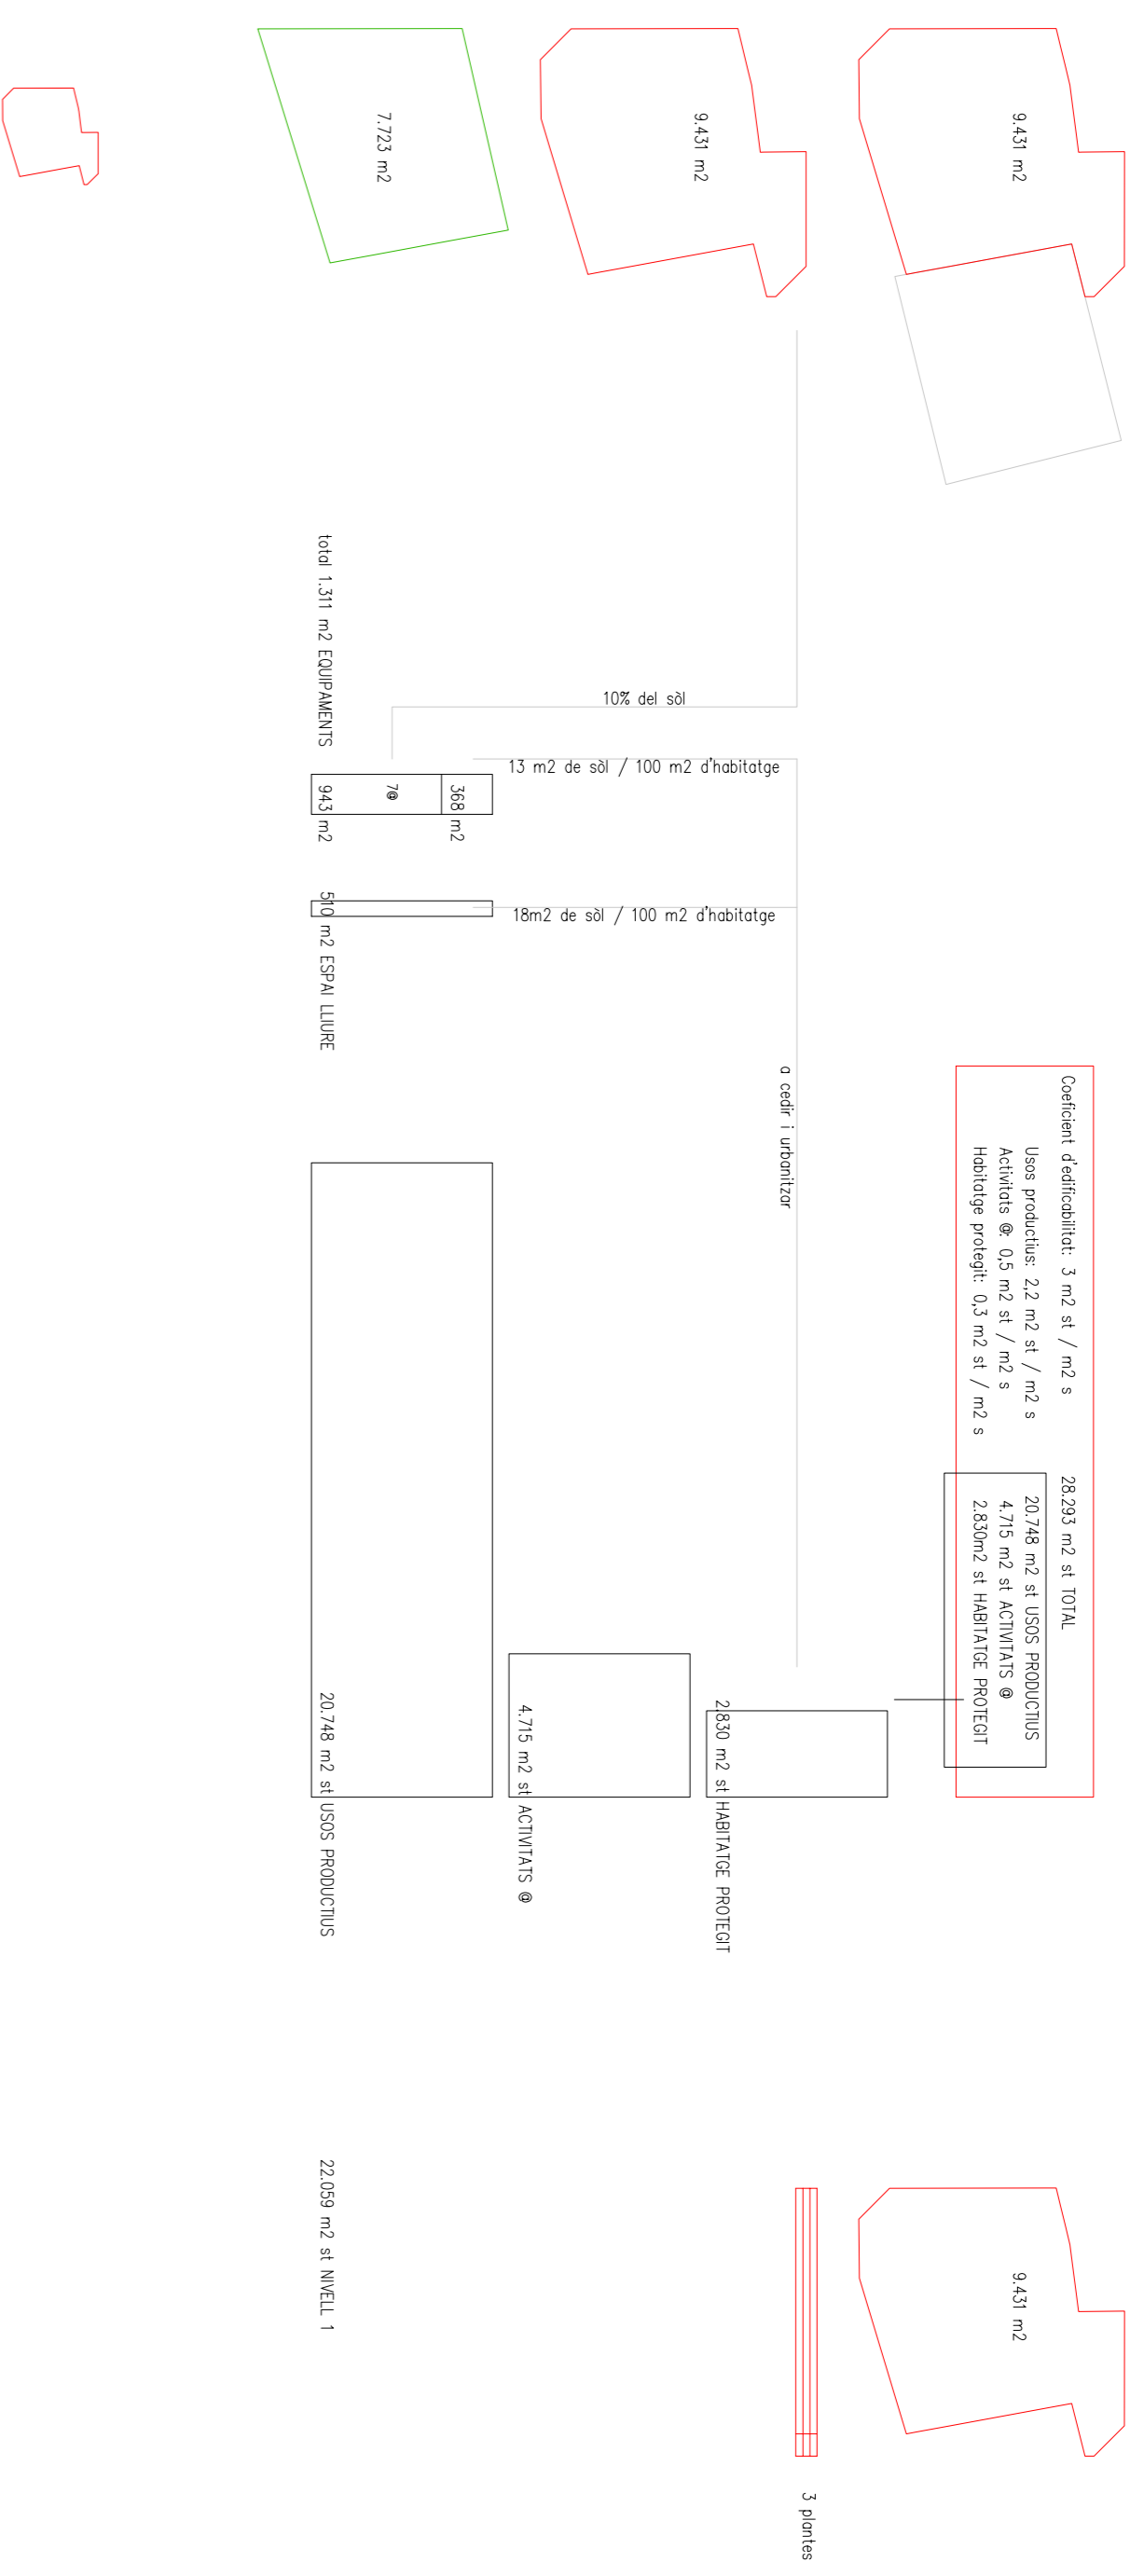 9.431 m2
Coeficient d'edificabilitat: 3 m2 st / m2 s
28.293 m2 st TOTAL
Usos productius: 2,2 m2 st / m2 s
20.748 m2 st USOS PRODUCTIUS
Activitats @: 0,5 m2 st / m2 s
4.715 m2 st ACTIVITATS @
Habitatge protegit: 0,3 m2 st / m2 s
2.830m2 st HABITATGE PROTEGIT
9.431 m2
9.431 m2
a cedir i urbanitzar
3 plantes
2.830 m2 st HABITATGE PROTEGIT
10% del sòl
13 m2 de sòl / 100 m2 d'habitatge
18m2 de sòl / 100 m2 d'habitatge
4.715 m2 st ACTIVITATS @
7.723 m2
368 m2
7@
943 m2
total 1.311 m2 EQUIPAMENTS
510 m2 ESPAI LLIURE
20.748 m2 st USOS PRODUCTIUS
22.059 m2 st NIVELL 1